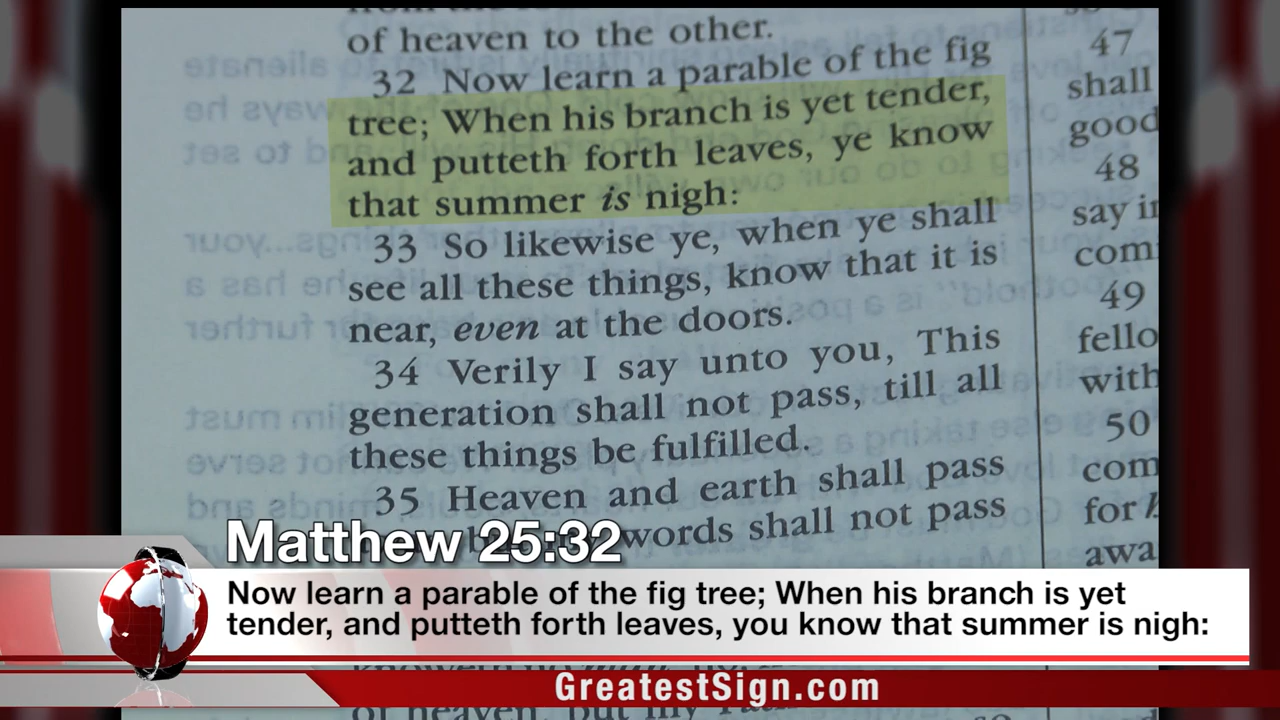 of heaven to the other.
32 Now learn a parable of the fig
tree; When his branch is yet tender,
and putteth forth leaves, ye know
that summer is nigh:
33 So likewise ye, when ye shall
see all these things, know that it is
near, even at the doors.
34 Verily I say unto you, This
generation shall not pass, till all
these things be fulfilled.
35 Heaven and earth shall pass
words shall not pass
47
shall
good
48
say
49
with
50
for
Matthew 25:32
Now learn a parable of the fig tree; When his branch is yet
tender, and putteth forth leaves, you know that summer is nigh:
of heaven, but my
GreatestSign.com